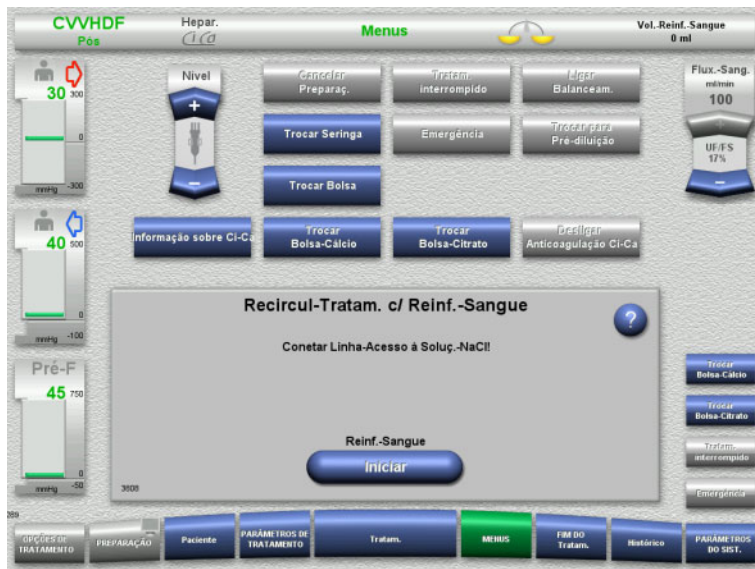 CVVHDF
Pós
Hepar.
Ci Ca
Menus
Vol.-Reinf.-Sangue
0 ml
30
300
0
-300
mmHg
Nível
+
−
Cancelar
Preparaç.
Tratam.
interrompido
Ligar
Balanceam.
Trocar Seringa
Emergência
Trocar para
Pré-diluição
Trocar Bolsa
Flux.-Sang.
ml/min
100
+
UF/FS
17%
−
40
500
0
-100
mmHg
Informação sobre Ci-Ca
Trocar
Bolsa-Cálcio
Trocar
Bolsa-Citrato
Desligar
Anticoagulação Ci-Ca
Recircul-Tratam. c/ Reinf.-Sangue
?
Conetar Linha-Acesso à Soluç.-NaCl!
Pré-F
45
750
0
-50
mmHg
Reinf.-Sangue
Iniciar
3608
Trocar
Bolsa-Cálcio
Trocar
Bolsa-Citrato
Tratam.
interrompido
Emergência
289
OPÇÕES DE
TRATAMENTO
PREPARAÇÃO
Paciente
PARÂMETROS DE
TRATAMENTO
Tratam.
MENUS
FIM DO
Tratam.
Histórico
PARÂMETROS
DO SIST.